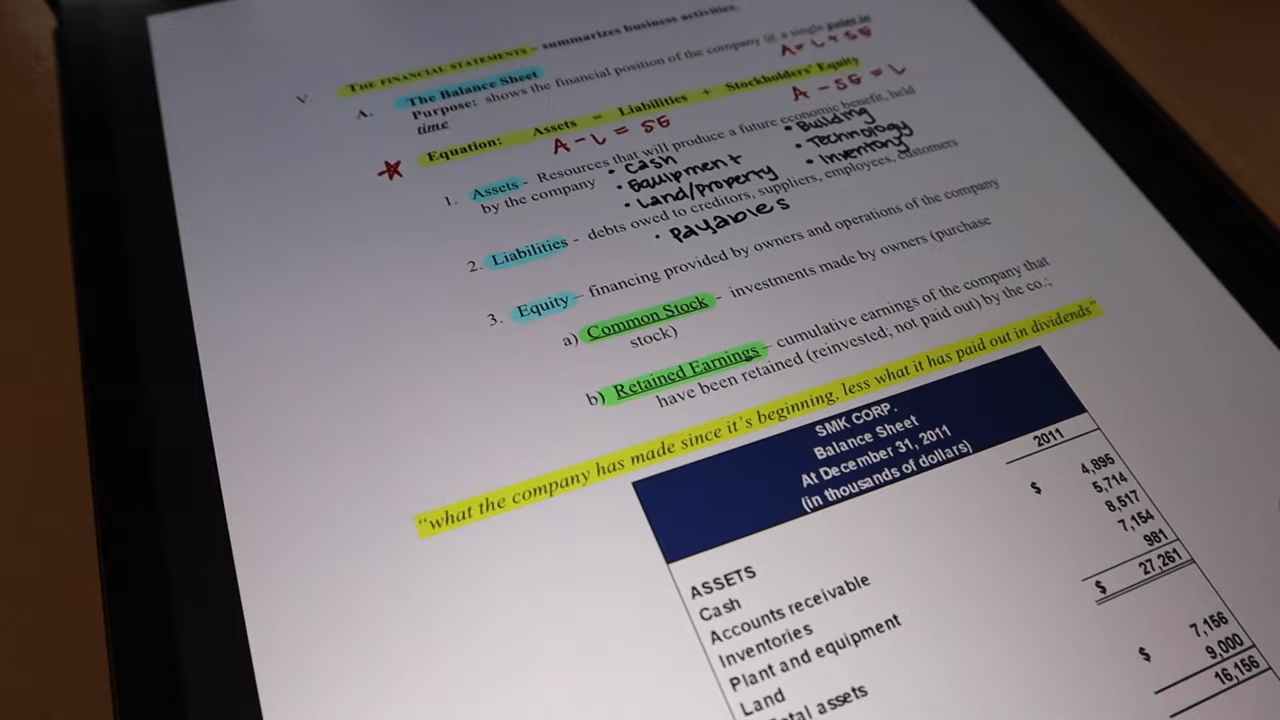 V. THE FINANCIAL STATEMENTS – summarizes business activities.
A. The Balance Sheet
Purpose: shows the financial position of the company @ a single point in
time
A = L + SE
Equation: Assets = Liabilities + Stockholders' Equity
A - L = SE
A - SE = L
1. Assets - Resources that will produce a future economic benefit, held
by the company
• Cash
• Equipment
• Land/property
• Building
• Technology
• Inventory
2. Liabilities - debts owed to creditors, suppliers, employees, customers
• Payables
3. Equity – financing provided by owners and operations of the company
a) Common Stock - investments made by owners (purchase
stock)
b) Retained Earnings – cumulative earnings of the company that
have been retained (reinvested; not paid out) by the co.;
“what the company has made since it’s beginning, less what it has paid out in dividends”
SMK CORP.
Balance Sheet
At December 31, 2011
(in thousands of dollars)
2011
ASSETS
Cash $ 4,895
Accounts receivable 5,714
Inventories 8,517
Plant and equipment 7,154
Land 981
Total assets $ 27,261
$ 7,156
9,000
16,156